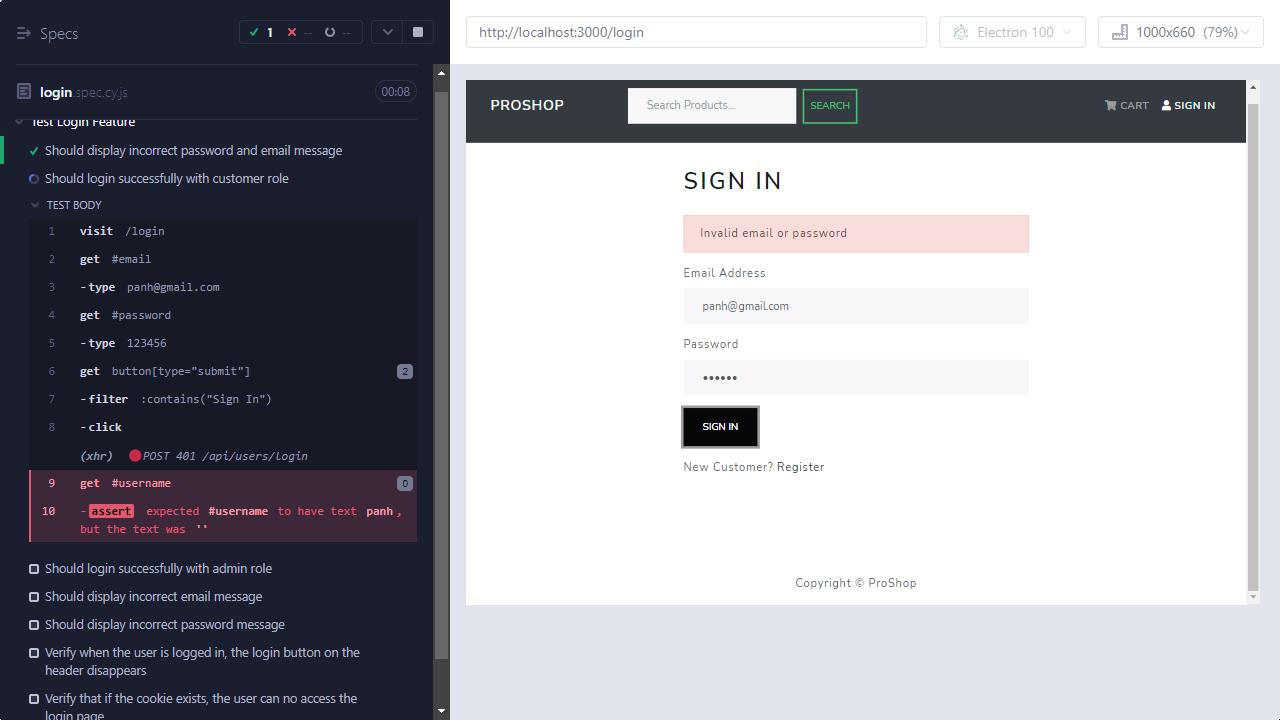 Specs
1
--
--
login.spec.cy.js
00:08
Test Login Feature
Should display incorrect password and email message
Should login successfully with customer role
TEST BODY
1 visit /login
2 get #email
3 -type panh@gmail.com
4 get #password
5 -type 123456
6 get button[type="submit"] 2
7 -filter :contains("Sign In")
8 -click
(xhr) POST 401 /api/users/login
9 get #username 0
10 -assert expected #username to have text panh,
but the text was ''
Should login successfully with admin role
Should display incorrect email message
Should display incorrect password message
Verify when the user is logged in, the login button on the
header disappears
Verify that if the cookie exists, the user can no access the
login page
http://localhost:3000/login
Electron 100
1000x660 (79%)
PROSHOP
Search Products...
SEARCH
CART
SIGN IN
SIGN IN
Invalid email or password
Email Address
panh@gmail.com
Password
••••••
SIGN IN
New Customer? Register
Copyright © ProShop